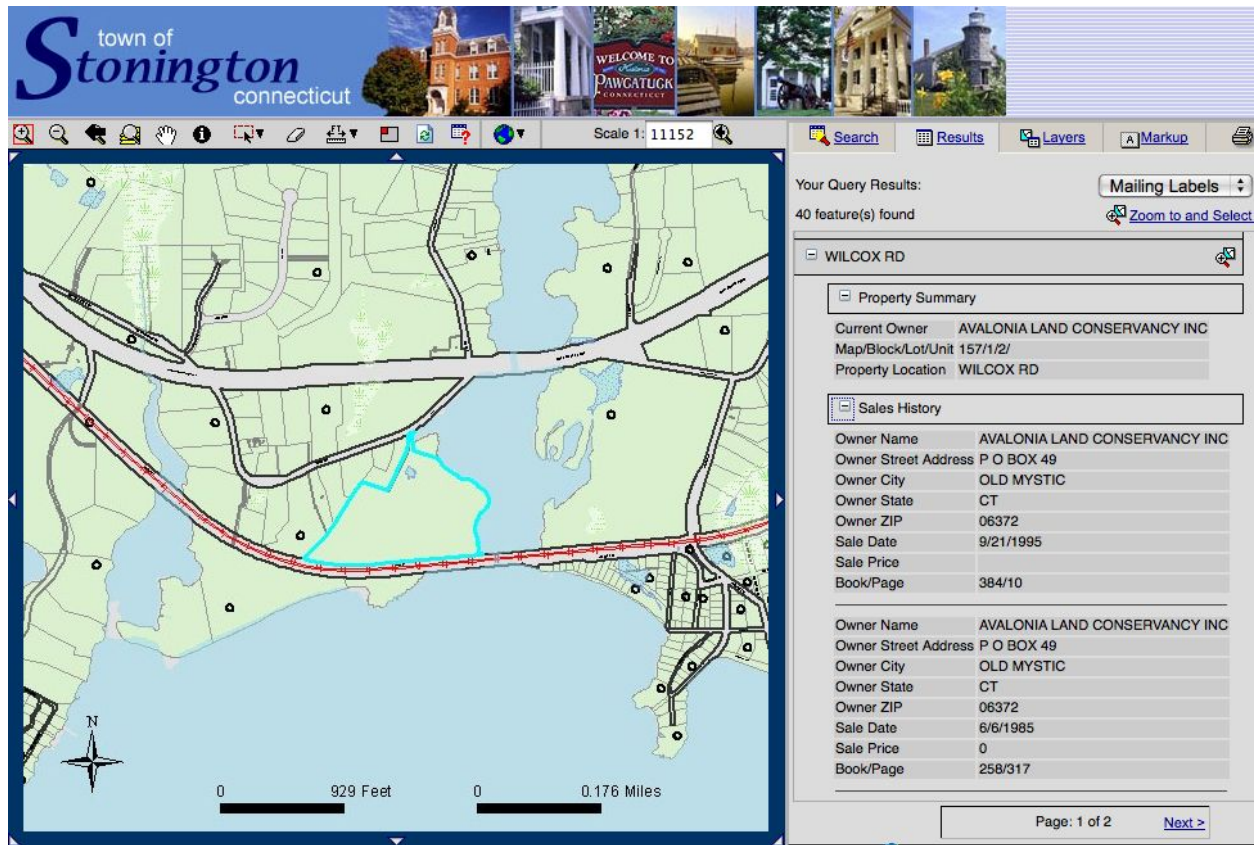 town of
Stonington
connecticut
WELCOME TO
Historic
PAWCATUCK
CONNECTICUT
Scale 1: 11152
Search Results Layers A Markup
Your Query Results: Mailing Labels
40 feature(s) found Zoom to and Select
WILCOX RD
Property Summary
Current Owner AVALONIA LAND CONSERVANCY INC
Map/Block/Lot/Unit 157/1/2/
Property Location WILCOX RD
Sales History
Owner Name AVALONIA LAND CONSERVANCY INC
Owner Street Address P O BOX 49
Owner City OLD MYSTIC
Owner State CT
Owner ZIP 06372
Sale Date 9/21/1995
Sale Price
Book/Page 384/10
Owner Name AVALONIA LAND CONSERVANCY INC
Owner Street Address P O BOX 49
Owner City OLD MYSTIC
Owner State CT
Owner ZIP 06372
Sale Date 6/6/1985
Sale Price 0
Book/Page 258/317
Page: 1 of 2 Next >
N
0 929 Feet 0 0.176 Miles